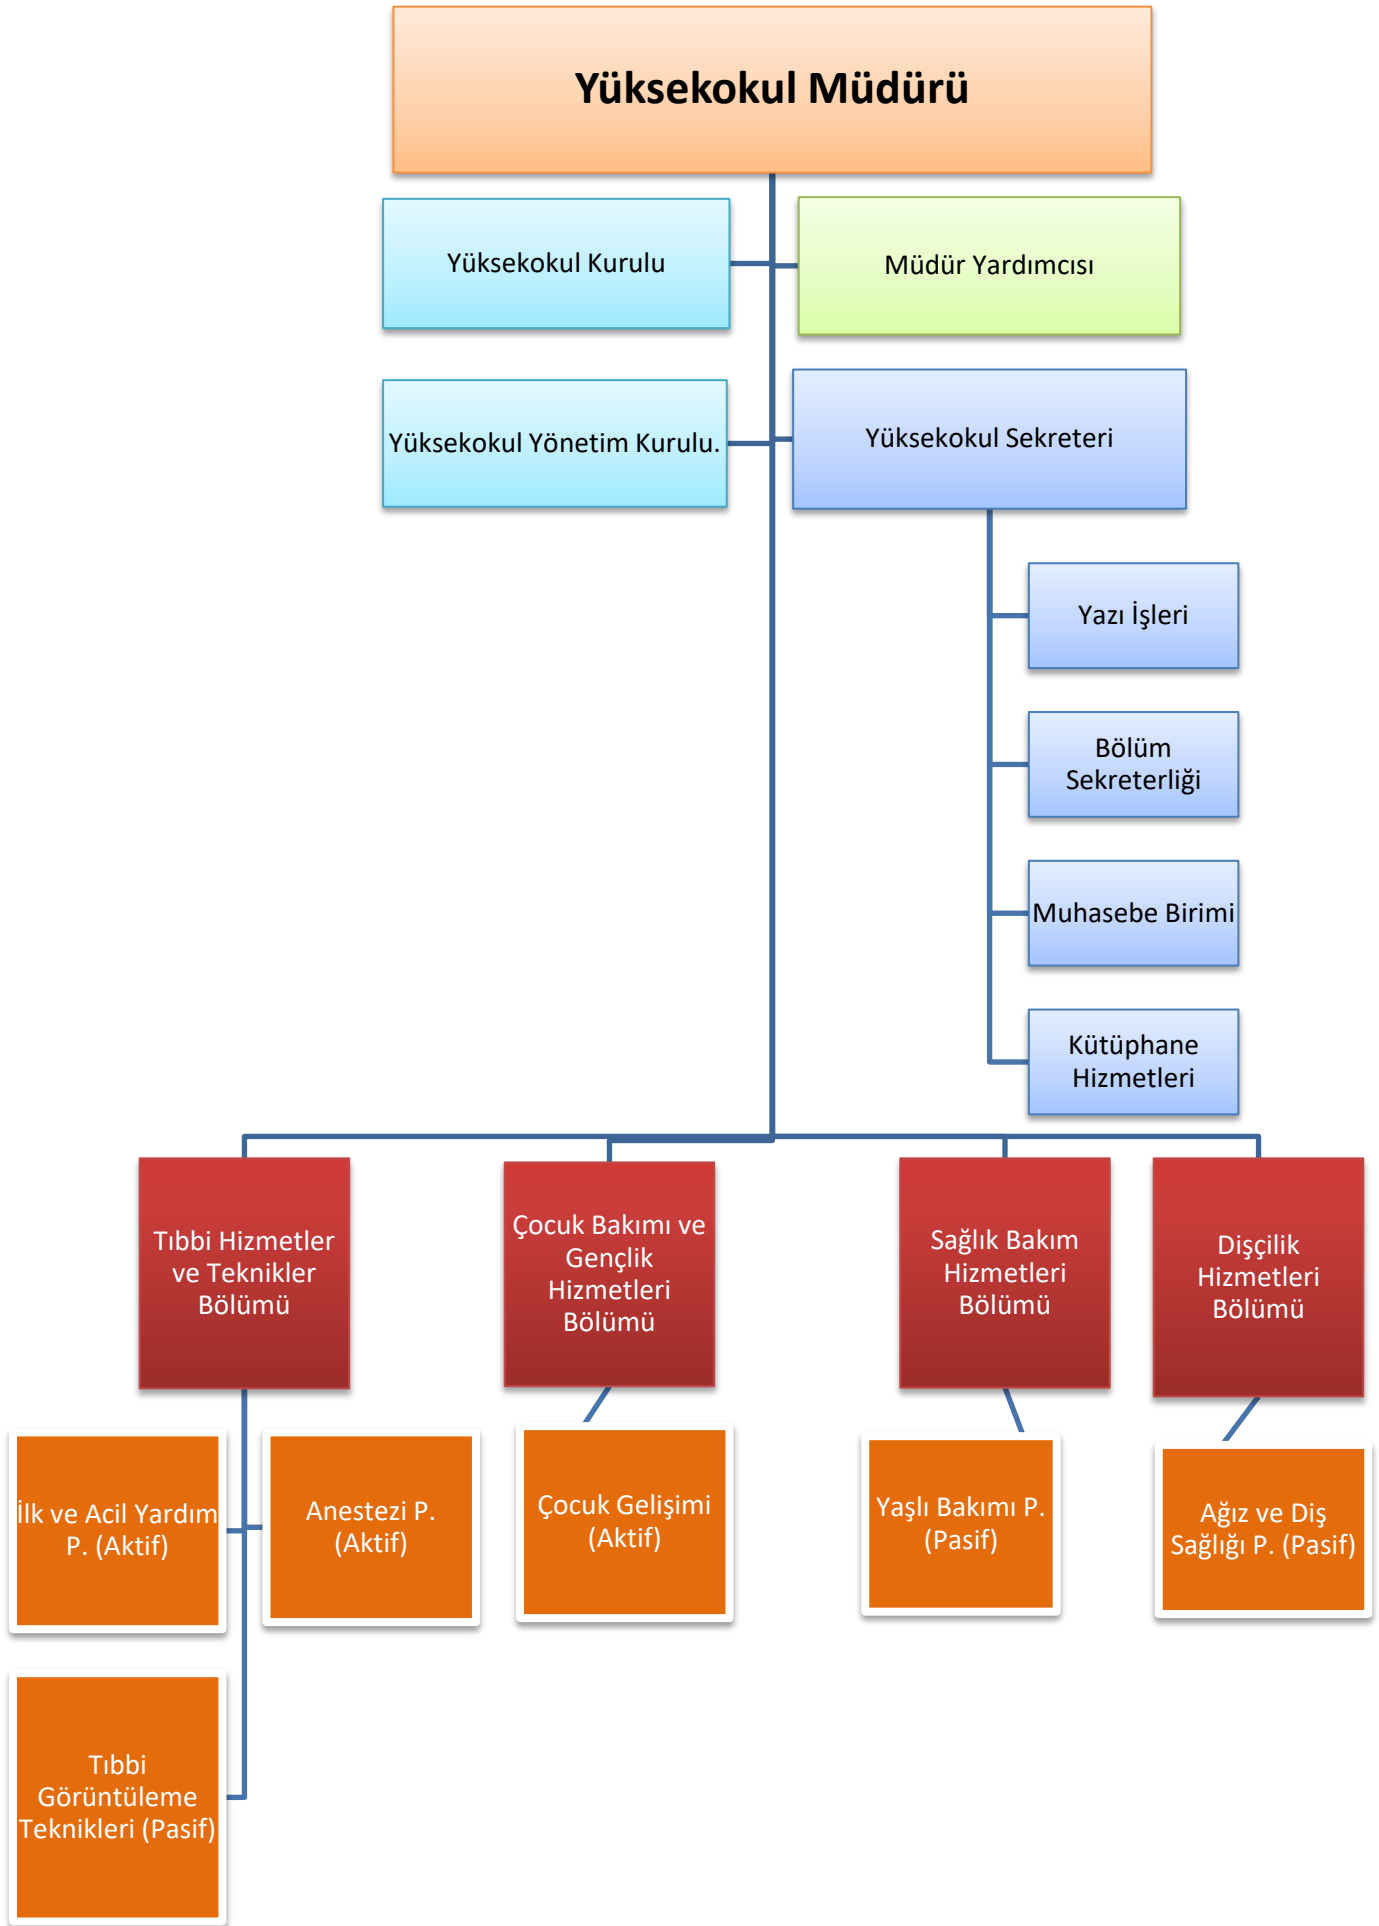 Yüksekokul Müdürü
Yüksekokul Kurulu
Müdür Yardımcısı
Yüksekokul Yönetim Kurulu.
Yüksekokul Sekreteri
Yazı İşleri
Bölüm
Sekreterliği
Muhasebe Birimi
Kütüphane
Hizmetleri
Tıbbi Hizmetler
ve Teknikler
Bölümü
Çocuk Bakımı ve
Gençlik
Hizmetleri
Bölümü
Sağlık Bakım
Hizmetleri
Bölümü
Dişçilik
Hizmetleri
Bölümü
İlk ve Acil Yardım
P. (Aktif)
Anestezi P.
(Aktif)
Çocuk Gelişimi
(Aktif)
Yaşlı Bakımı P.
(Pasif)
Ağız ve Diş
Sağlığı P. (Pasif)
Tıbbi
Görüntüleme
Teknikleri (Pasif)